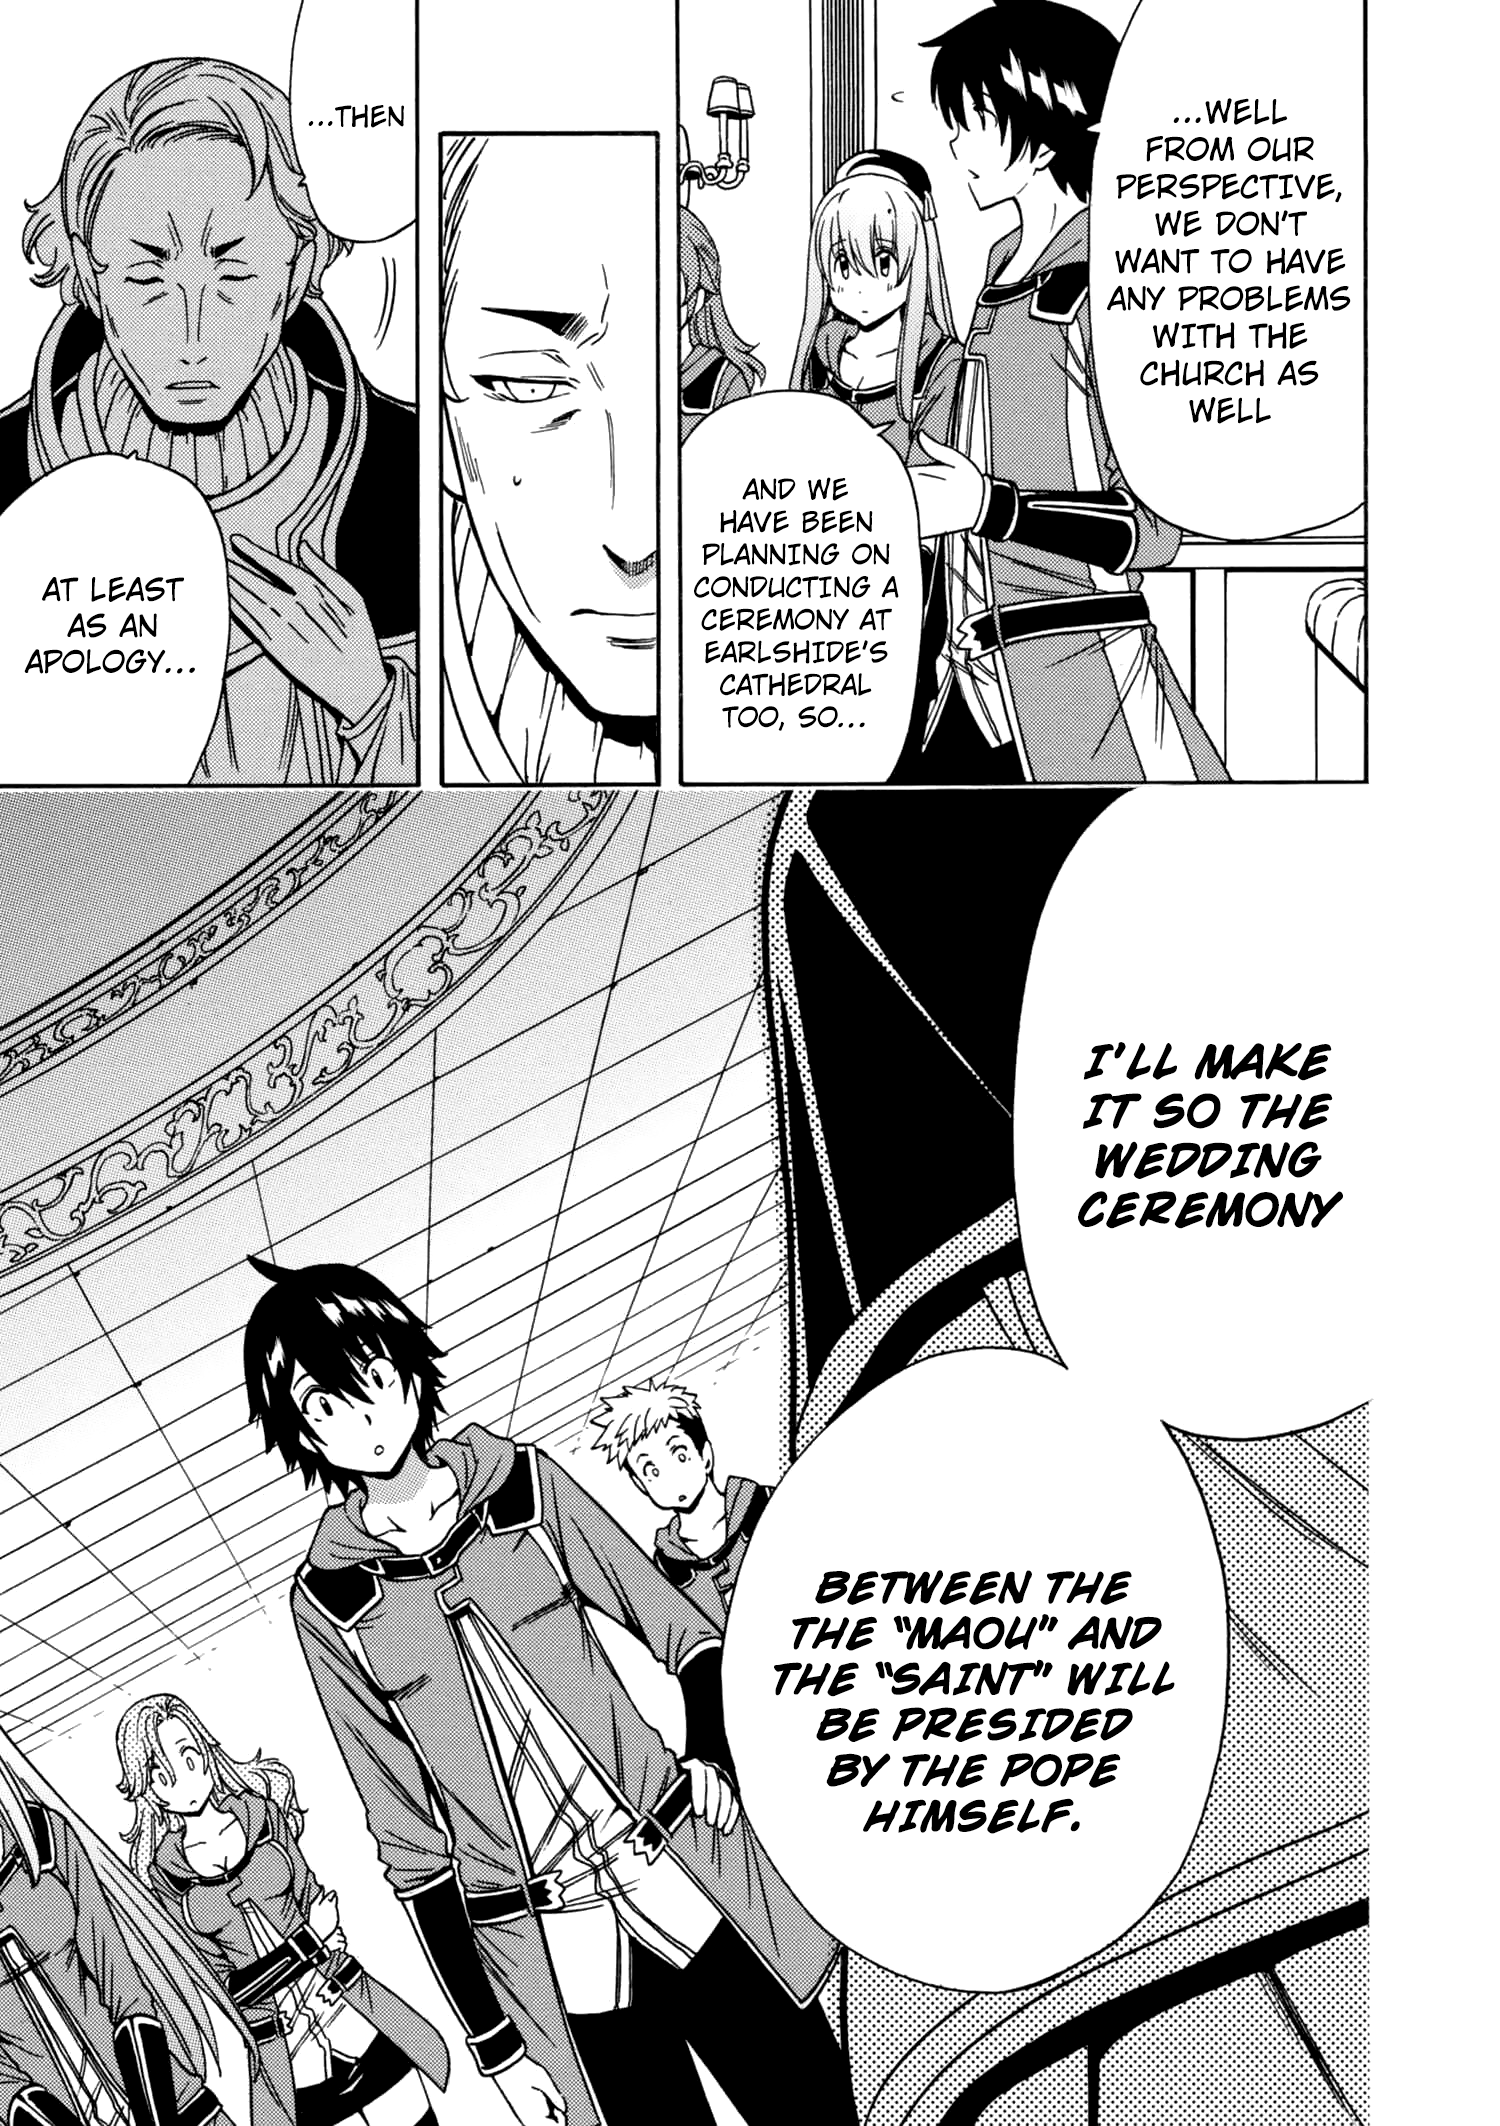 ...WELL
FROM OUR
PERSPECTIVE,
WE DON'T
WANT TO HAVE
ANY PROBLEMS
WITH THE
CHURCH AS
WELL
AND WE
HAVE BEEN
PLANNING ON
CONDUCTING A
CEREMONY AT
EARLSHIDE'S
CATHEDRAL
TOO, SO...
...THEN
AT LEAST
AS AN
APOLOGY...
I'LL MAKE
IT SO THE
WEDDING
CEREMONY
BETWEEN THE
THE "MAOU" AND
THE "SAINT" WILL
BE PRESIDED
BY THE POPE
HIMSELF.